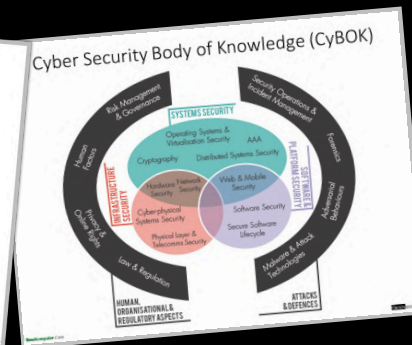 Cyber Security Body of Knowledge (CyBOK)
Risk Management
& Governance
Human
Factors
Privacy &
Online Rights
Law & Regulation
HUMAN,
ORGANISATIONAL &
REGULATORY ASPECTS
SYSTEMS SECURITY
Operating Systems &
Virtualisation Security
Cryptography
AAA
Distributed Systems Security
INFRASTRUCTURE
SECURITY
Hardware
Security
Network
Security
Cyberphysical
Systems Security
Physical Layer &
Telecomms Security
Web & Mobile
Security
Software Security
Secure Software
Lifecycle
SOFTWARE &
PLATFORM SECURITY
Security Operations &
Incident Management
Forensics
Adversarial
Behaviours
Malware & Attack
Technologies
ATTACKS
& DEFENCES